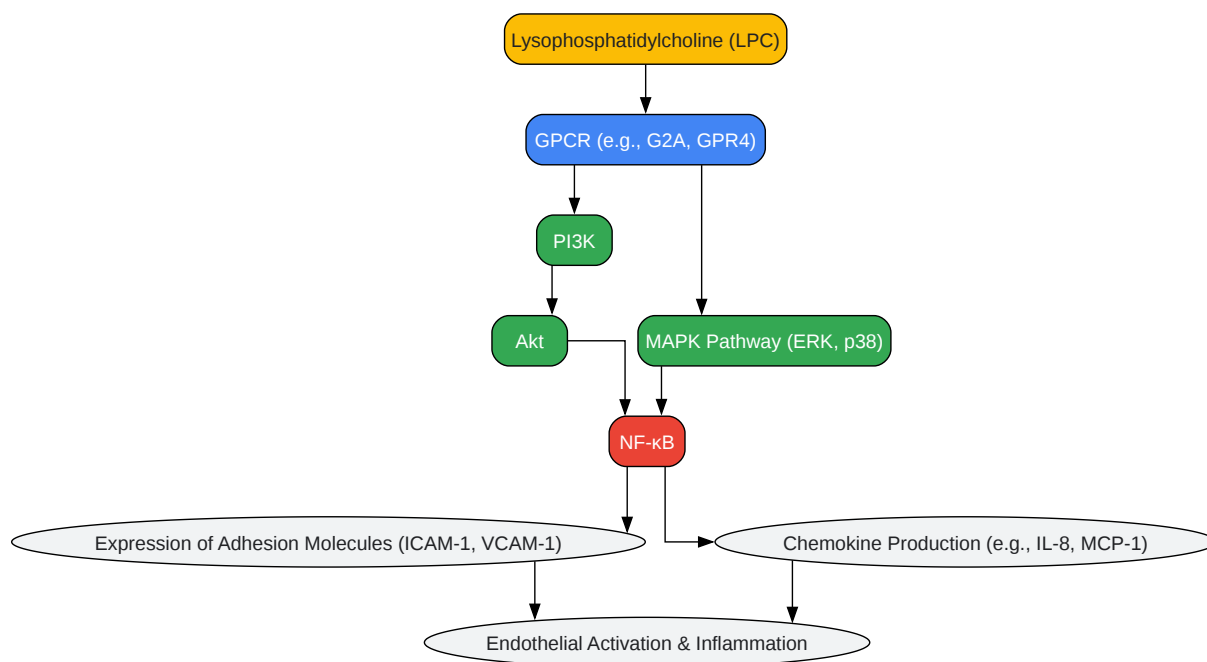 Lysophosphatidylcholine (LPC)
GPCR (e.g., G2A, GPR4)
PI3K
Akt
MAPK Pathway (ERK, p38)
NF-κB
Expression of Adhesion Molecules (ICAM-1, VCAM-1)
Chemokine Production (e.g., IL-8, MCP-1)
Endothelial Activation & Inflammation